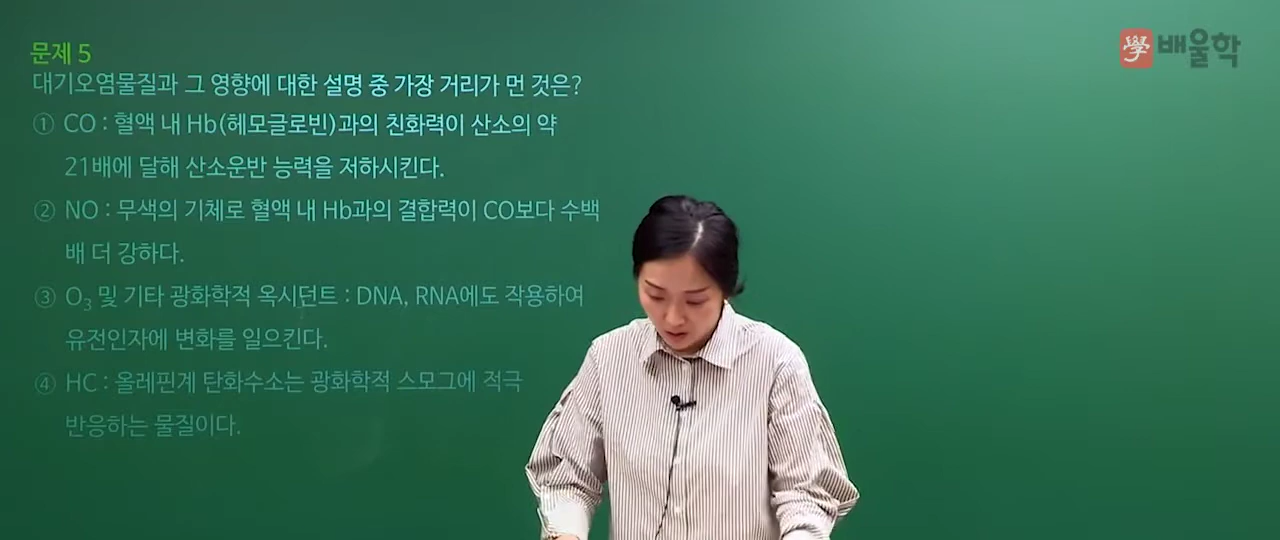 문제 5
學 배울학
대기오염물질과 그 영향에 대한 설명 중 가장 거리가 먼 것은?
① CO : 혈액 내 Hb(헤모글로빈)과의 친화력이 산소의 약
21배에 달해 산소운반 능력을 저하시킨다.
② NO : 무색의 기체로 혈액 내 Hb과의 결합력이 CO보다 수백
배 더 강하다.
③ O₃ 및 기타 광화학적 옥시던트 : DNA, RNA에도 작용하여
유전인자에 변화를 일으킨다.
④ HC : 올레핀계 탄화수소는 광화학적 스모그에 적극
반응하는 물질이다.